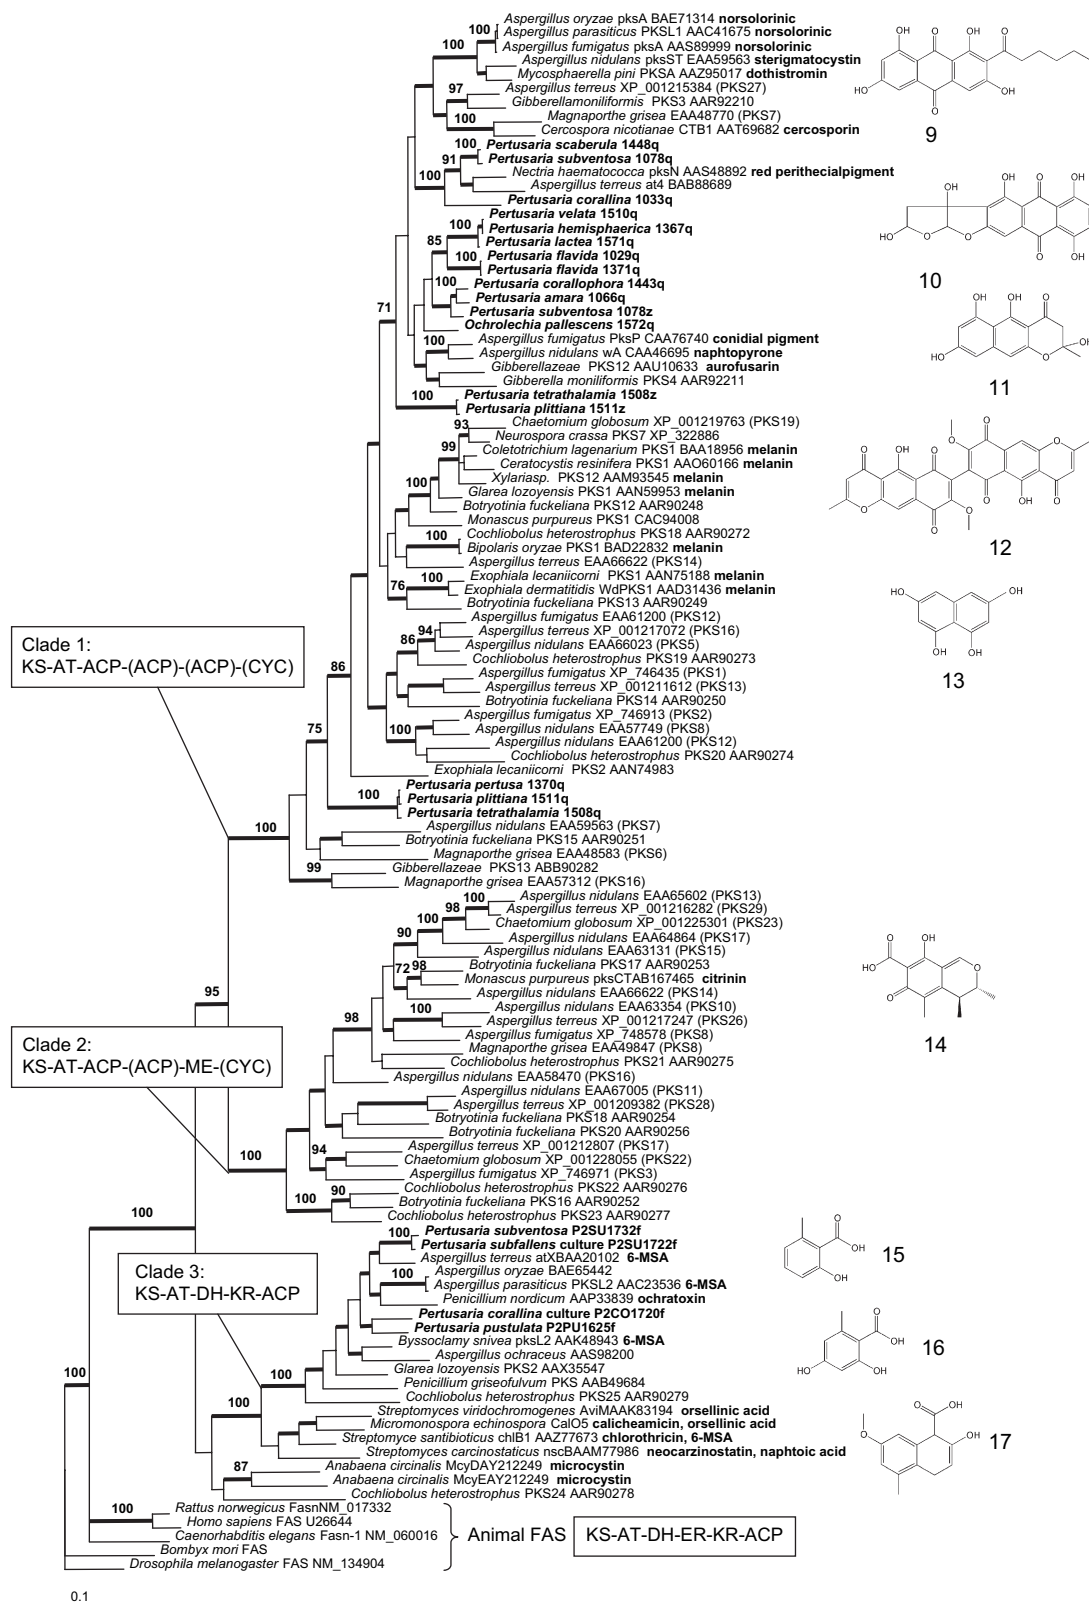 Aspergillus oryzae pksA BAE71314 norsolorinic
Aspergillus parasiticus PKSL1 AAC41675 norsolorinic
Aspergillus fumigatus pksA AAS89999 norsolorinic
Aspergillus nidulans pksST EAA59563 sterigmatocystin
Mycosphaerella pini PKSA AAZ95017 dothistromin
Aspergillus terreus XP_001215384 (PKS27)
Gibberellamoniliformis PKS3 AAR92210
Magnaporthe grisea EAA48770 (PKS7)
Cercospora nicotianae CTB1 AAT69682 cercosporin
Pertusaria scaberula 1448q
Pertusaria subventosa 1078q
Nectria haematococca pksN AAS48892 red perithecialpigment
Aspergillus terreus at4 BAB88689
Pertusaria corallina 1033q
Pertusaria velata 1510q
Pertusaria hemisphaerica 1367q
Pertusaria lactea 1571q
Pertusaria flavida 1029q
Pertusaria flavida 1371q
Pertusaria corallophora 1443q
Pertusaria amara 1066q
Pertusaria subventosa 1078z
Ochrolechia pallescens 1572q
Aspergillus fumigatus PksP CAA76740 conidial pigment
Aspergillus nidulans wA CAA46695 naphtopyrone
Gibberellazeae PKS12 AAU10633 aurofusarin
Gibberella moniliformis PKS4 AAR92211
Pertusaria tetrathalamia 1508z
Pertusaria plittiana 1511z
Chaetomium globosum XP_001219763 (PKS19)
Neurospora crassa PKS7 XP_322886
Coletotrichium lagenarium PKS1 BAA18956 melanin
Ceratocystis resinifera PKS1 AAO60166 melanin
Xylariasp. PKS12 AAM93545 melanin
Glarea lozoyensis PKS1 AAN59953 melanin
Botryotinia fuckeliana PKS12 AAR90248
Monascus purpureus PKS1 CAC94008
Cochliobolus heterostrophus PKS18 AAR90272
Bipolaris oryzae PKS1 BAD22832 melanin
Aspergillus terreus EAA66622 (PKS14)
Exophiala lecaniicorni PKS1 AAN75188 melanin
Exophiala dermatitidis WdPKS1 AAD31436 melanin
Botryotinia fuckeliana PKS13 AAR90249
Aspergillus fumigatus EAA61200 (PKS12)
Aspergillus terreus XP_001217072 (PKS16)
Aspergillus nidulans EAA66023 (PKS5)
Cochliobolus heterostrophus PKS19 AAR90273
Aspergillus fumigatus XP_746435 (PKS1)
Aspergillus terreus XP_001211612 (PKS13)
Botryotinia fuckeliana PKS14 AAR90250
Aspergillus fumigatus XP_746913 (PKS2)
Aspergillus nidulans EAA57749 (PKS8)
Aspergillus nidulans EAA61200 (PKS12)
Cochliobolus heterostrophus PKS20 AAR90274
Exophiala lecaniicorni PKS2 AAN74983
Pertusaria pertusa 1370q
Pertusaria plittiana 1511q
Pertusaria tetrathalamia 1508q
Aspergillus nidulans EAA59563 (PKS7)
Botryotinia fuckeliana PKS15 AAR90251
Magnaporthe grisea EAA48583 (PKS6)
Gibberellazeae PKS13 ABB90282
Magnaporthe grisea EAA57312 (PKS16)
Aspergillus nidulans EAA65602 (PKS13)
Aspergillus terreus XP_001216282 (PKS29)
Chaetomium globosum XP_001225301 (PKS23)
Aspergillus nidulans EAA64864 (PKS17)
Aspergillus nidulans EAA63131 (PKS15)
Botryotinia fuckeliana PKS17 AAR90253
Monascus purpureus pksCTAB167465 citrinin
Aspergillus nidulans EAA66622 (PKS14)
Aspergillus nidulans EAA63354 (PKS10)
Aspergillus terreus XP_001217247 (PKS26)
Aspergillus fumigatus XP_748578 (PKS8)
Magnaporthe grisea EAA49847 (PKS8)
Cochliobolus heterostrophus PKS21 AAR90275
Aspergillus nidulans EAA58470 (PKS16)
Aspergillus nidulans EAA67005 (PKS11)
Aspergillus terreus XP_001209382 (PKS28)
Botryotinia fuckeliana PKS18 AAR90254
Botryotinia fuckeliana PKS20 AAR90256
Aspergillus terreus XP_001212807 (PKS17)
Chaetomium globosum XP_001228055 (PKS22)
Aspergillus fumigatus XP_746971 (PKS3)
Cochliobolus heterostrophus PKS22 AAR90276
Botryotinia fuckeliana PKS16 AAR90252
Cochliobolus heterostrophus PKS23 AAR90277
Pertusaria subventosa P2SU1732f
Pertusaria subfallens culture P2SU1722f
Aspergillus terreus atXBAA20102 6-MSA
Aspergillus oryzae BAE65442
Aspergillus parasiticus PKSL2 AAC23536 6-MSA
Penicillium nordicum AAP33839 ochratoxin
Pertusaria corallina culture P2CO1720f
Pertusaria pustulata P2PU1625f
Byssoclamy snivea pksL2 AAK48943 6-MSA
Aspergillus ochraceus AAS98200
Glarea lozoyensis PKS2 AAX35547
Penicillium griseofulvum PKS AAB49684
Cochliobolus heterostrophus PKS25 AAR90279
Streptomyces viridochromogenes AviMAAK83194 orsellinic acid
Micromonospora echinospora CalO5 calicheamicin, orsellinic acid
Streptomyce santibioticus chlB1 AAZ77673 chlorothricin, 6-MSA
Streptomyces carcinostaticus nscBAAM77986 neocarzinostatin, naphtoic acid
Anabaena circinalis McyDAY212249 microcystin
Anabaena circinalis McyEAY212249 microcystin
Cochliobolus heterostrophus PKS24 AAR90278
Rattus norwegicus FasnNM_017332
Homo sapiens FAS U26644
Caenorhabditis elegans Fasn-1 NM_060016
Bombyx mori FAS
Drosophila melanogaster FAS NM_134904
Animal FAS
KS-AT-DH-ER-KR-ACP
Clade 1:
KS-AT-ACP-(ACP)-(ACP)-(CYC)
Clade 2:
KS-AT-ACP-(ACP)-ME-(CYC)
Clade 3:
KS-AT-DH-KR-ACP
100
97
100
100
91
100
100
85
100
100
71
100
100
93
99
100
100
100
76
94
86
100
86
75
100
100
99
100
98
100
90
72
98
100
98
95
94
90
100
100
100
100
100
100
100
87
100
100
0.1
9
10
11
12
13
14
15
16
17